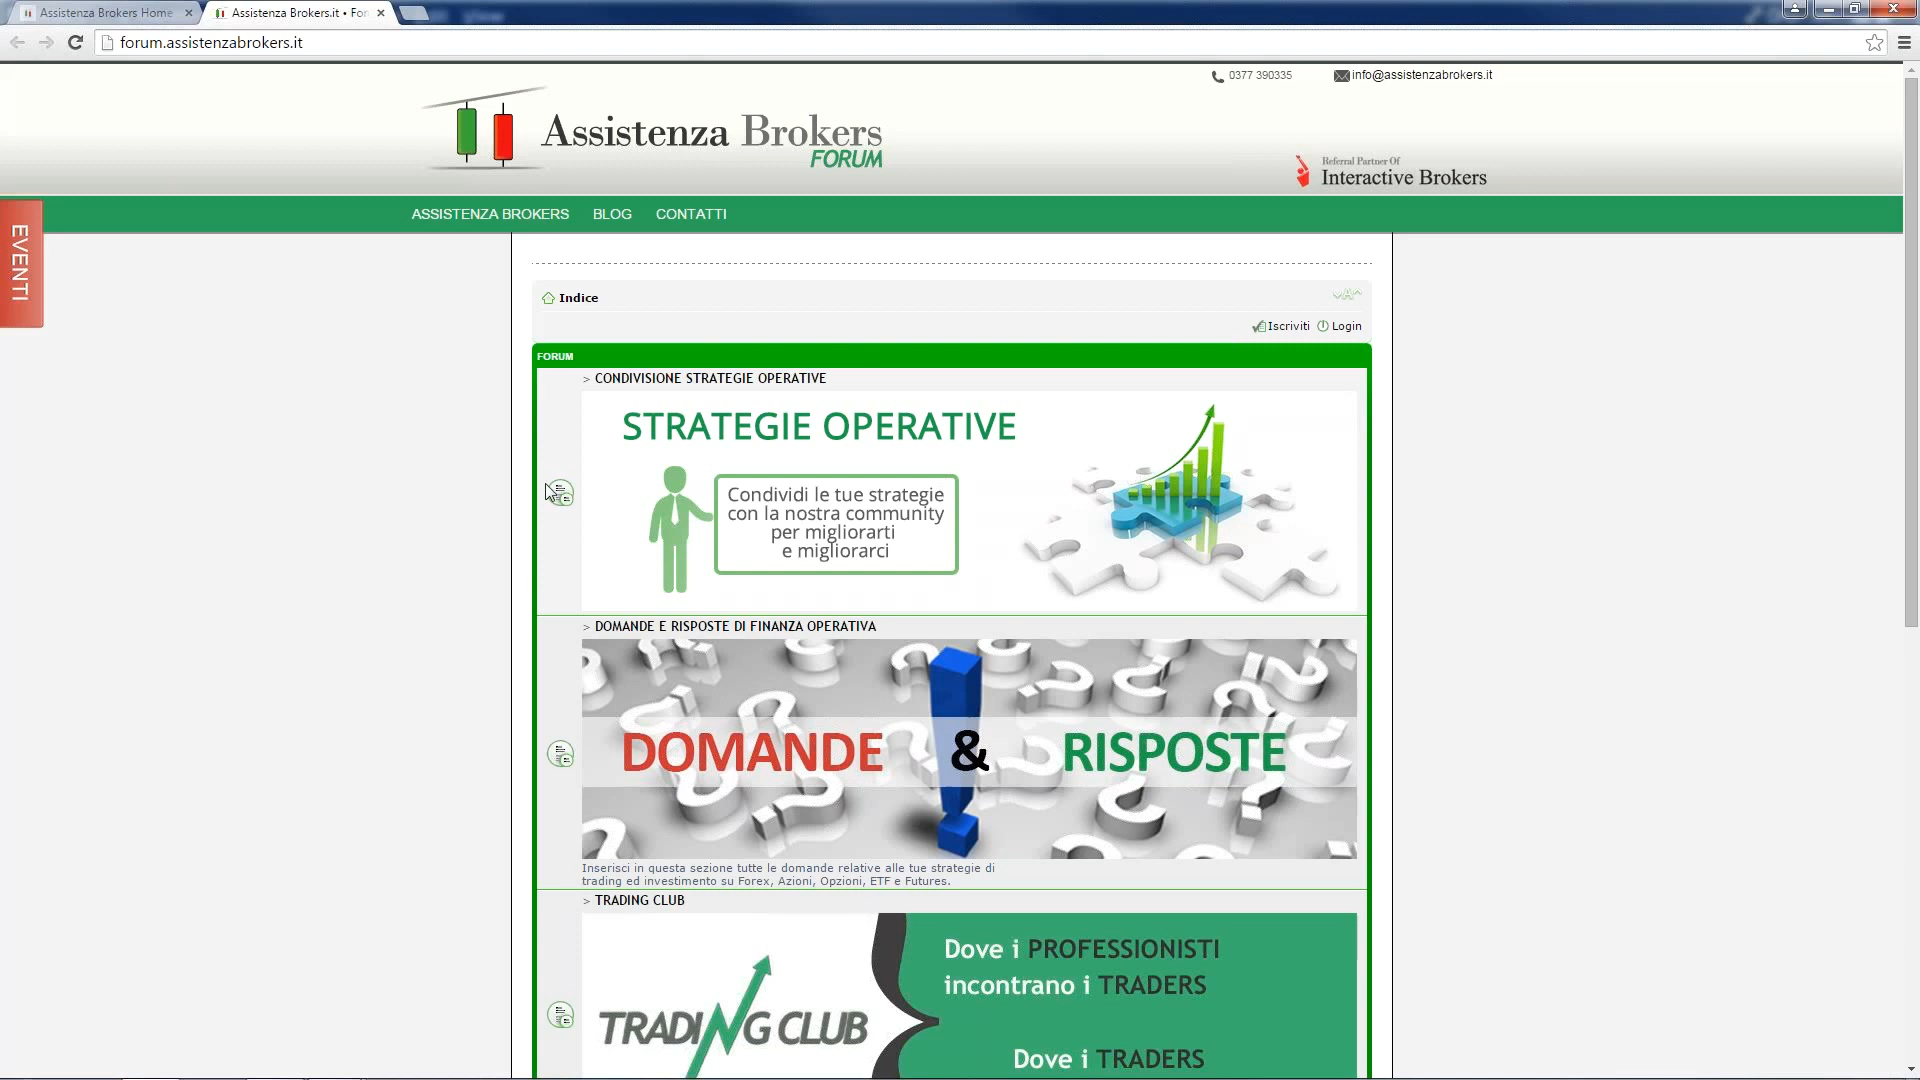 Assistenza Brokers Home
Assistenza Brokers.it • For
forum.assistenzabrokers.it
0377 390335
info@assistenzabrokers.it
Assistenza Brokers
FORUM
Referral Partner Of
Interactive Brokers
ASSISTENZA BROKERS BLOG CONTATTI
EVENTI
Indice
Iscriviti Login
FORUM
> CONDIVISIONE STRATEGIE OPERATIVE
STRATEGIE OPERATIVE
Condividi le tue strategie
con la nostra community
per migliorarti
e migliorarci
> DOMANDE E RISPOSTE DI FINANZA OPERATIVA
DOMANDE & RISPOSTE
Inserisci in questa sezione tutte le domande relative alle tue strategie di
trading ed investimento su Forex, Azioni, Opzioni, ETF e Futures.
> TRADING CLUB
Dove i PROFESSIONISTI
incontrano i TRADERS
TRADING CLUB
Dove i TRADERS